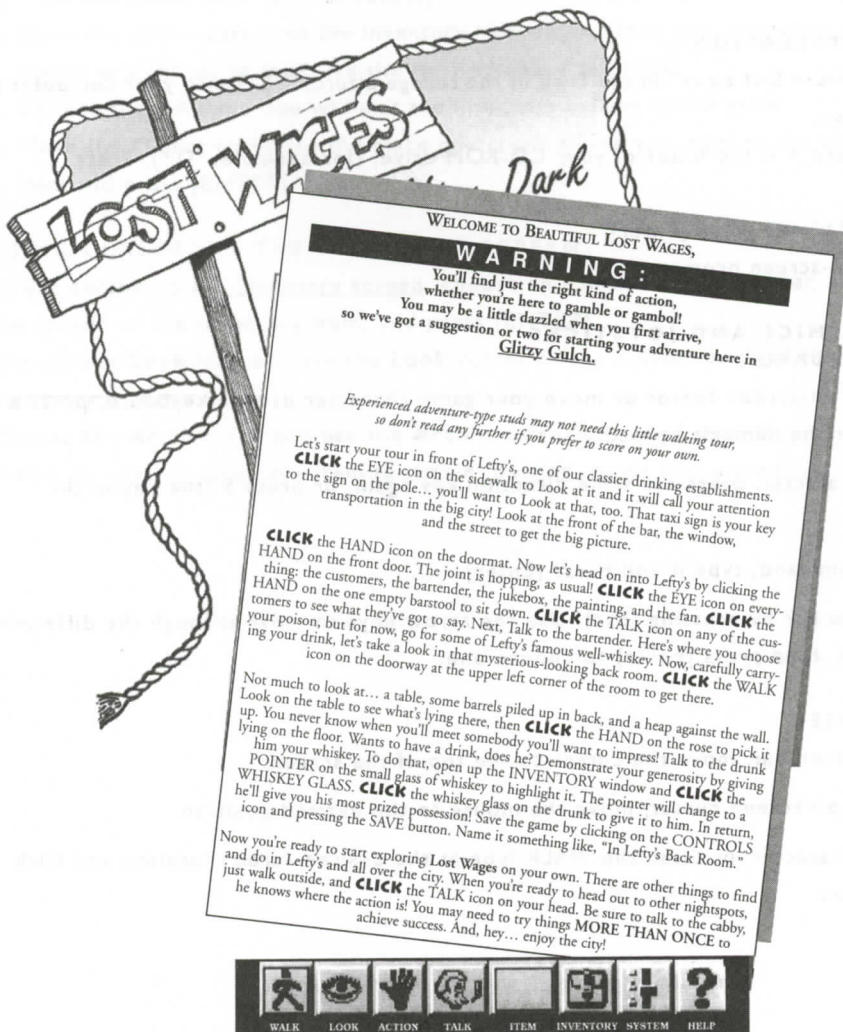 LOST WAGES
Dark
WELCOME TO BEAUTIFUL LOST WAGES,
WARNING:
You'll find just the right kind of action,
whether you're here to gamble or gambol!
You may be a little dazzled when you first arrive,
so we've got a suggestion or two for starting your adventure here in
Glitzy Gulch.
Experienced adventure-type studs may not need this little walking tour,
so don't read any further if you prefer to score on your own.
Let's start your tour in front of Lefty's, one of our classier drinking establishments.
CLICK the EYE icon on the sidewalk to Look at it and it will call your attention
to the sign on the pole... you'll want to Look at that, too. That taxi sign is your key
transportation in the big city! Look at the front of the bar, the window,
and the street to get the big picture.
CLICK the HAND icon on the doormat. Now let's head on into Lefty's by clicking the
HAND on the front door. The joint is hopping, as usual! CLICK the EYE icon on every-
thing: the customers, the bartender, the jukebox, the painting, and the fan. CLICK the
HAND on the one empty barstool to sit down. CLICK the TALK icon on any of the cus-
tomers to see what they've got to say. Next, Talk to the bartender. Here's where you choose
your poison, but for now, go for some of Lefty's famous well-whiskey. Now, carefully carry-
ing your drink, let's take a look in that mysterious-looking back room. CLICK the WALK
icon on the doorway at the upper left corner of the room to get there.
Not much to look at... a table, some barrels piled up in back, and a heap against the wall.
Look on the table to see what's lying there, then CLICK the HAND on the rose to pick it
up. You never know when you'll meet somebody you'll want to impress! Talk to the drunk
lying on the floor. Wants to have a drink, does he? Demonstrate your generosity by giving
him your whiskey. To do that, open up the INVENTORY window and CLICK the
POINTER on the small glass of whiskey to highlight it. The pointer will change to a
WHISKEY GLASS. CLICK the whiskey glass on the drunk to give it to him. In return,
he'll give you his most prized possession! Save the game by clicking on the CONTROLS
icon and pressing the SAVE button. Name it something like, "In Lefty's Back Room."
Now you're ready to start exploring Lost Wages on your own. There are other things to find
and do in Lefty's and all over the city. When you're ready to head out to other nightspots,
just walk outside, and CLICK the TALK icon on your head. Be sure to talk to the cabby,
he knows where the action is! You may need to try things MORE THAN ONCE to
achieve success. And, hey... enjoy the city!
WALK LOOK ACTION TALK ITEM INVENTORY SYSTEM HELP